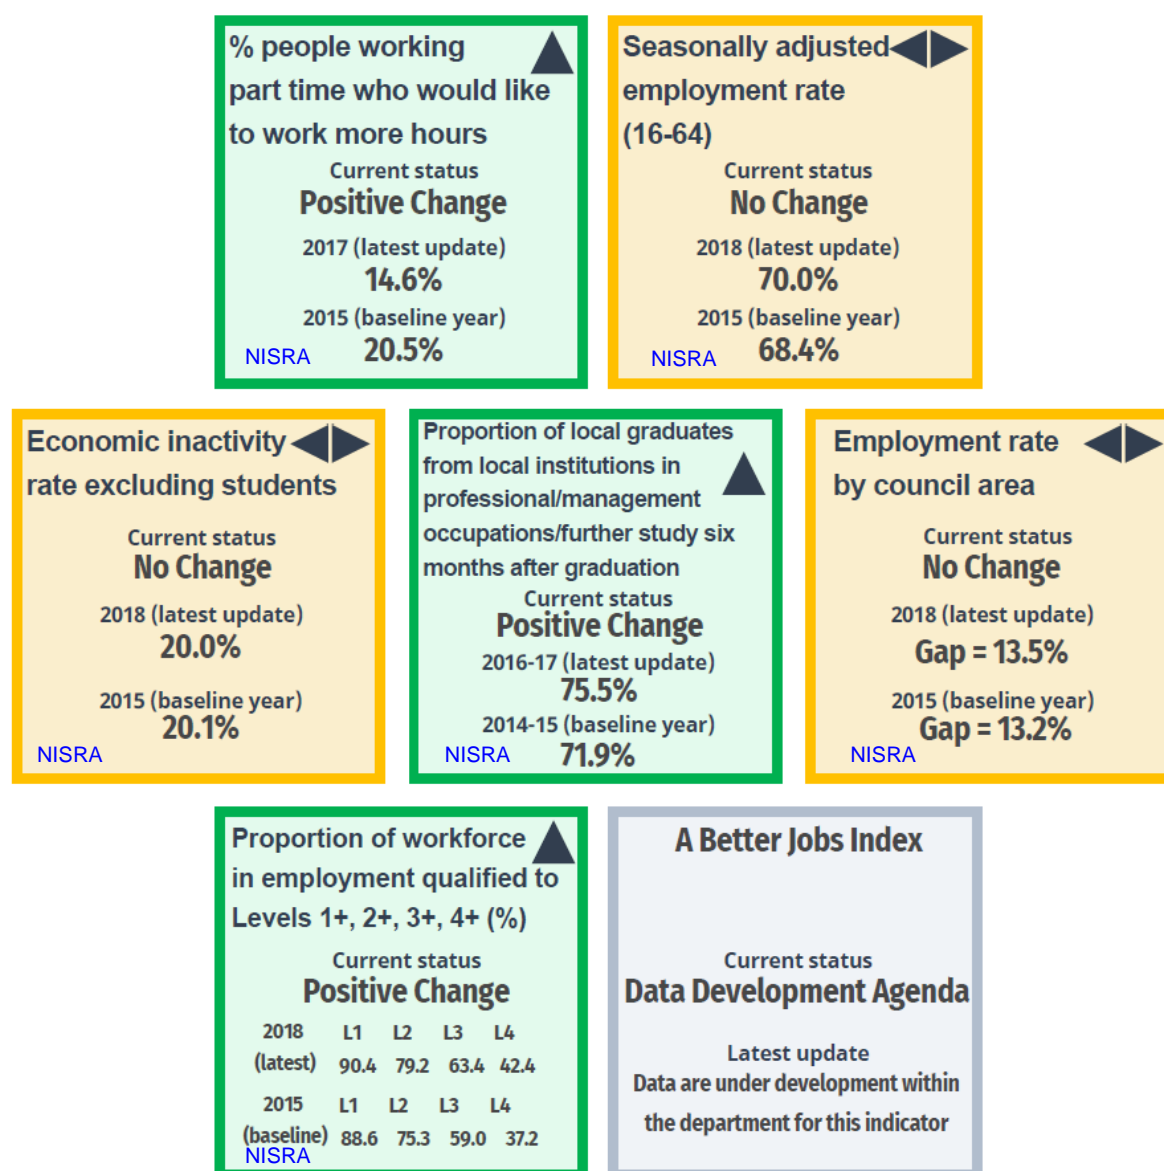 % people working
part time who would like
to work more hours
Current status
Positive Change
2017 (latest update)
14.6%
2015 (baseline year)
20.5%
NISRA
Seasonally adjusted
employment rate
(16-64)
Current status
No Change
2018 (latest update)
70.0%
2015 (baseline year)
68.4%
NISRA
Economic inactivity
rate excluding students
Current status
No Change
2018 (latest update)
20.0%
2015 (baseline year)
20.1%
NISRA
Proportion of local graduates
from local institutions in
professional/management
occupations/further study six
months after graduation
Current status
Positive Change
2016-17 (latest update)
75.5%
2014-15 (baseline year)
71.9%
NISRA
Employment rate
by council area
Current status
No Change
2018 (latest update)
Gap = 13.5%
2015 (baseline year)
Gap = 13.2%
NISRA
Proportion of workforce
in employment qualified to
Levels 1+, 2+, 3+, 4+ (%)
Current status
Positive Change
2018 L1 L2 L3 L4
(latest) 90.4 79.2 63.4 42.4
2015 L1 L2 L3 L4
(baseline) 88.6 75.3 59.0 37.2
NISRA
A Better Jobs Index
Current status
Data Development Agenda
Latest update
Data are under development within
the department for this indicator